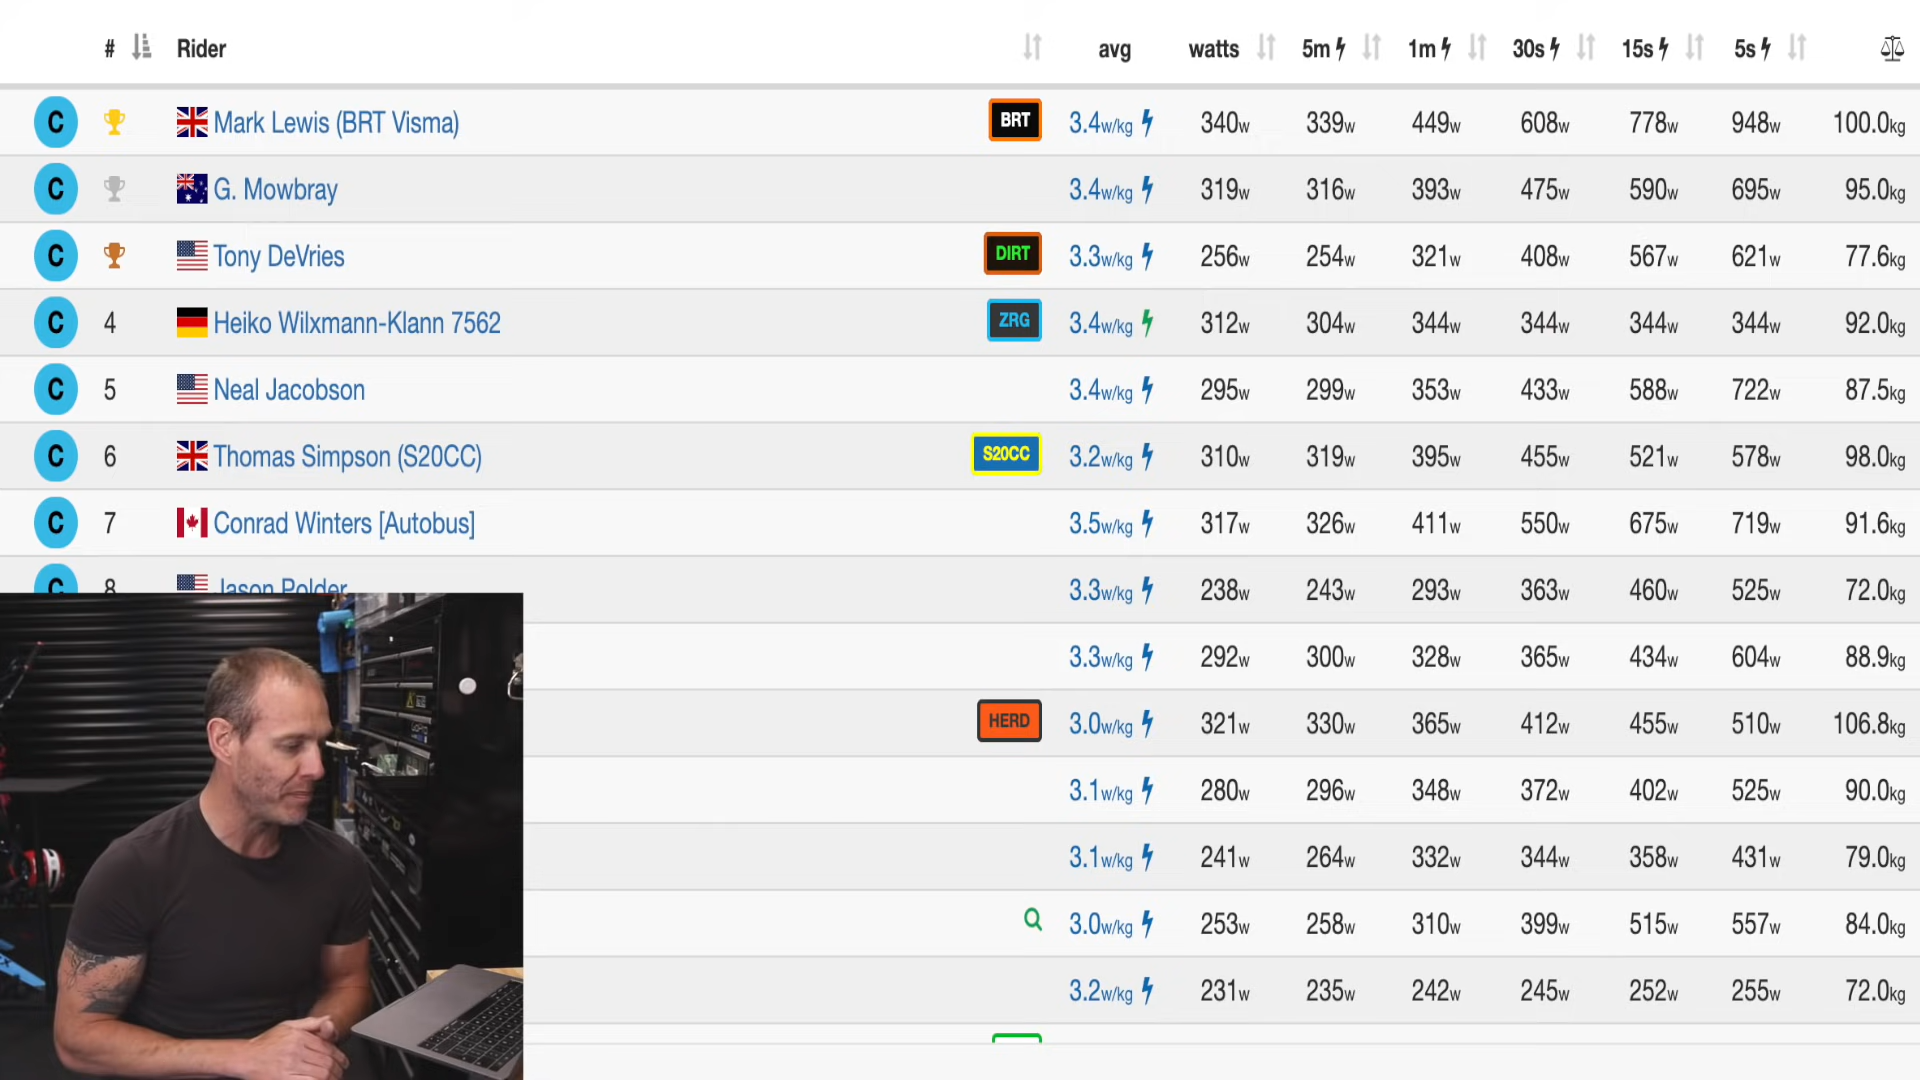 # Rider avg watts 5m 1m 30s 15s 5s
C Mark Lewis (BRT Visma) BRT 3.4w/kg 340w 339w 449w 608w 778w 948w 100.0kg
C G. Mowbray 3.4w/kg 319w 316w 393w 475w 590w 695w 95.0kg
C Tony DeVries DIRT 3.3w/kg 256w 254w 321w 408w 567w 621w 77.6kg
C 4 Heiko Wilxmann-Klann 7562 ZRG 3.4w/kg 312w 304w 344w 344w 344w 344w 92.0kg
C 5 Neal Jacobson 3.4w/kg 295w 299w 353w 433w 588w 722w 87.5kg
C 6 Thomas Simpson (S20CC) S20CC 3.2w/kg 310w 319w 395w 455w 521w 578w 98.0kg
C 7 Conrad Winters [Autobus] 3.5w/kg 317w 326w 411w 550w 675w 719w 91.6kg
C 8 Jason Polder 3.3w/kg 238w 243w 293w 363w 460w 525w 72.0kg
3.3w/kg 292w 300w 328w 365w 434w 604w 88.9kg
HERD 3.0w/kg 321w 330w 365w 412w 455w 510w 106.8kg
3.1w/kg 280w 296w 348w 372w 402w 525w 90.0kg
3.1w/kg 241w 264w 332w 344w 358w 431w 79.0kg
3.0w/kg 253w 258w 310w 399w 515w 557w 84.0kg
3.2w/kg 231w 235w 242w 245w 252w 255w 72.0kg